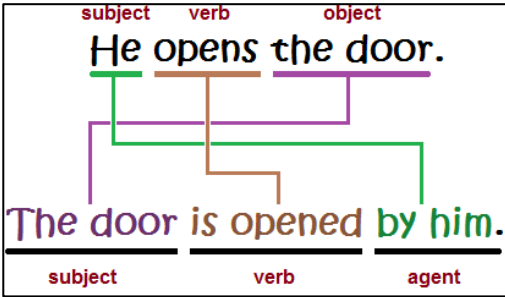 subject verb object
He opens the door.
The door is opened by him.
subject verb agent